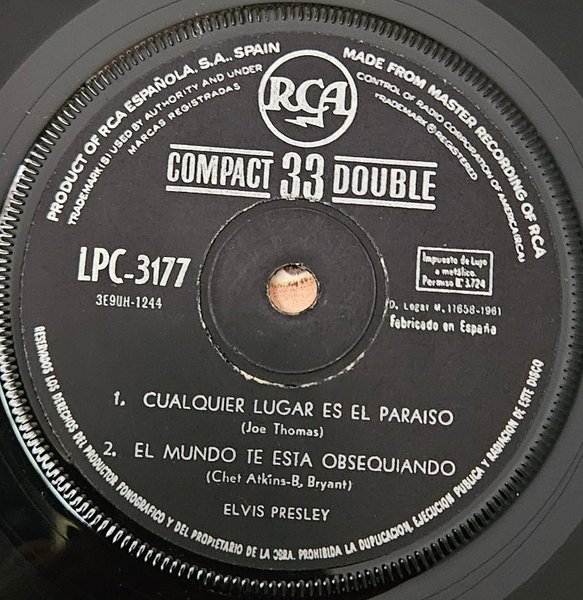 PRODUCT OF RCA ESPAÑOLA, S.A., SPAIN
TRADEMARK(S) USED BY AUTHORITY AND UNDER
MARCAS REGISTRADAS
MADE FROM MASTER RECORDING OF RCA
CONTROL OF RADIO CORPORATION OF AMERICA(RCA)
TRADEMARK ® REGISTERED
RCA
COMPACT 33 DOUBLE
LPC-3177
3E9UH-1244
Impuesto de Lujo
a metálico.
Permiso N.º 3.724
D. Legar M, 11658-1961
Fabricado en España
1. CUALQUIER LUGAR ES EL PARAISO
(Joe Thomas)
2. EL MUNDO TE ESTA OBSEQUIANDO
(Chet Atkins-B, Bryant)
ELVIS PRESLEY
RESERVADOS LOS DERECHOS DEL PRODUCTOR FONOGRAFICO Y DEL PROPIETARIO DE LA OBRA. PROHIBIDA LA DUPLICACION, EJECUCION PUBLICA Y RADIACION DE ESTE DISCO